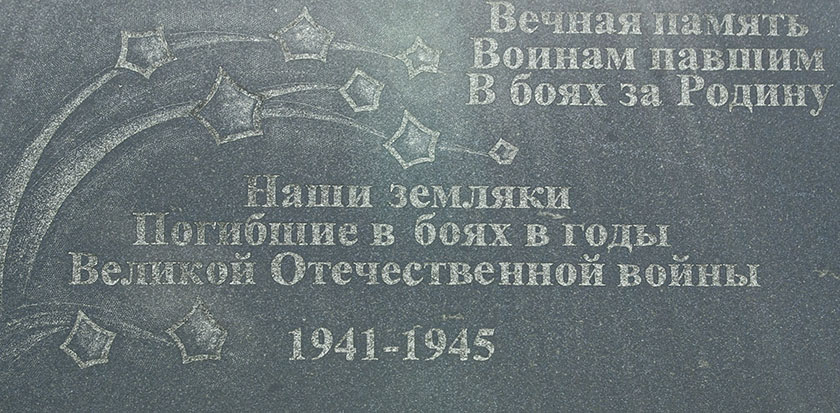 Вечная память
Воинам павшим
В боях за Родину
Наши земляки
Погибшие в боях в годы
Великой Отечественной войны
1941-1945